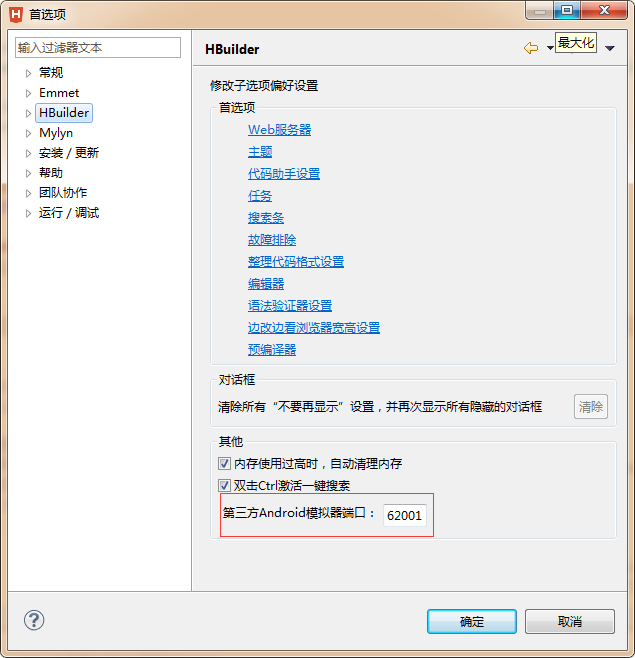 首选项
输入过滤器文本
常规
Emmet
HBuilder
Mylyn
安装 / 更新
帮助
团队协作
运行 / 调试
HBuilder
最大化
修改子选项偏好设置
首选项
Web服务器
主题
代码助手设置
任务
搜索条
故障排除
整理代码格式设置
编辑器
语法验证器设置
边改边看浏览器宽高设置
预编译器
对话框
清除所有“不要再显示”设置，并再次显示所有隐藏的对话框
清除
其他
内存使用过高时，自动清理内存
双击Ctrl激活一键搜索
第三方Android模拟器端口： 62001
确定
取消